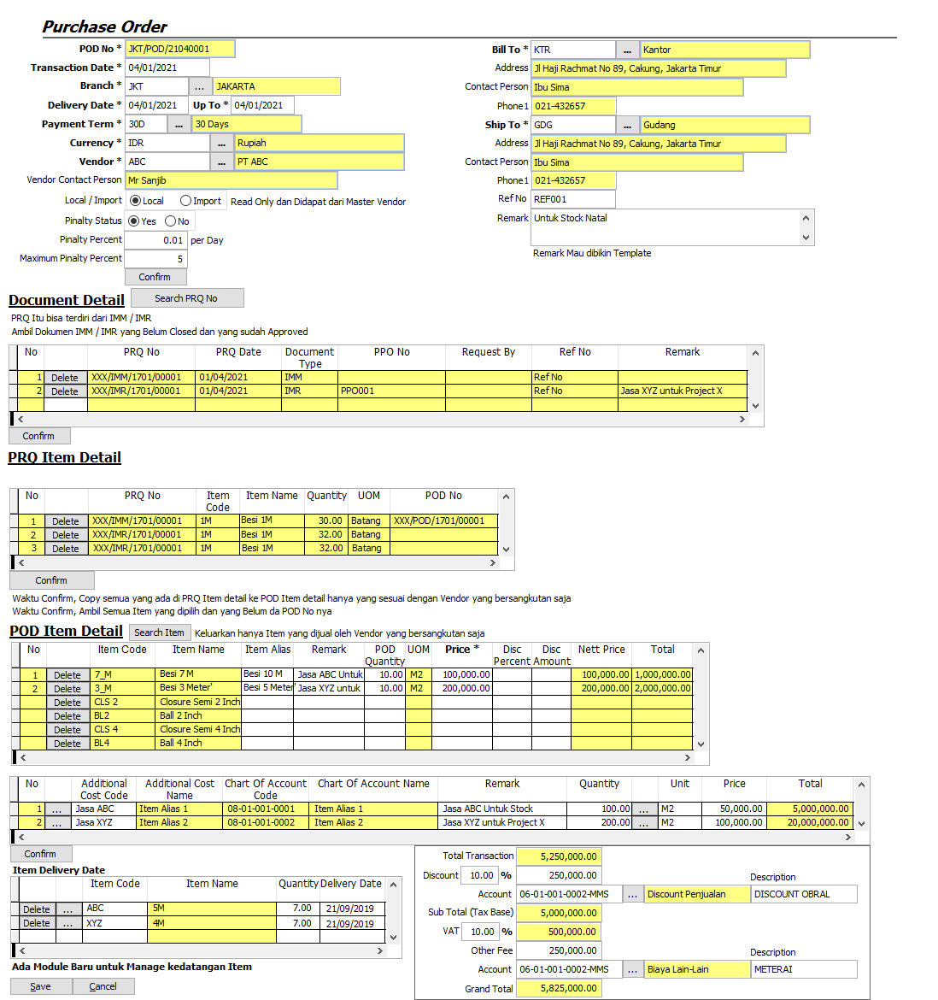 Purchase Order
POD No * JKT/POD/21040001
Transaction Date * 04/01/2021
Branch * JKT ... JAKARTA
Delivery Date * 04/01/2021 Up To * 04/01/2021
Payment Term * 30D ... 30 Days
Currency * IDR ... Rupiah
Vendor * ABC ... PT ABC
Vendor Contact Person Mr Sanjib
Local / Import Local Import Read Only dan Didapat dari Master Vendor
Pinalty Status Yes No
Pinalty Percent 0.01 per Day
Maximum Pinalty Percent 5
Confirm
Bill To * KTR ... Kantor
Address Jl Haji Rachmat No 89, Cakung, Jakarta Timur
Contact Person Ibu Sima
Phone1 021-432657
Ship To * GDG ... Gudang
Address Jl Haji Rachmat No 89, Cakung, Jakarta Timur
Contact Person Ibu Sima
Phone1 021-432657
Ref No REF001
Remark Untuk Stock Natal
Remark Mau dibikin Template
Document Detail Search PRQ No
PRQ Itu bisa terdiri dari IMM / IMR
Ambil Dokumen IMM / IMR yang Belum Closed dan yang sudah Approved
No PRQ No PRQ Date Document Type PPO No Request By Ref No Remark
1 Delete XXX/IMM/1701/00001 01/04/2021 IMM Ref No
2 Delete XXX/IMR/1701/00001 01/04/2021 IMR PPO001 Ref No Jasa XYZ untuk Project X
Confirm
PRQ Item Detail
No PRQ No Item Code Item Name Quantity UOM POD No
1 Delete XXX/IMM/1701/00001 1M Besi 1M 30.00 Batang XXX/POD/1701/00001
2 Delete XXX/IMR/1701/00001 1M Besi 1M 32.00 Batang
3 Delete XXX/IMR/1701/00001 1M Besi 1M 32.00 Batang
Confirm
Waktu Confirm, Copy semua yang ada di PRQ Item detail ke POD Item detail hanya yang sesuai dengan Vendor yang bersangkutan saja
Waktu Confirm, Ambil Semua Item yang dipilih dan yang Belum da POD No nya
POD Item Detail Search Item Keluarkan hanya Item yang dijual oleh Vendor yang bersangkutan saja
No Item Code Item Name Item Alias Remark POD Quantity UOM Price * Disc Percent Disc Amount Nett Price Total
1 Delete 7_M Besi 7 M Besi 10 M Jasa ABC Untuk 10.00 M2 100,000.00 100,000.00 1,000,000.00
2 Delete 3_M Besi 3 Meter' Besi 5 Meter' Jasa XYZ untuk 10.00 M2 200,000.00 200,000.00 2,000,000.00
Delete CLS 2 Closure Semi 2 Inch
Delete BL2 Ball 2 Inch
Delete CLS 4 Closure Semi 4 Inch
Delete BL4 Ball 4 Inch
No Additional Cost Code Additional Cost Name Chart Of Account Code Chart Of Account Name Remark Quantity Unit Price Total
1 ... Jasa ABC Item Alias 1 08-01-001-0001 Item Alias 1 Jasa ABC Untuk Stock 100.00 ... M2 50,000.00 5,000,000.00
2 ... Jasa XYZ Item Alias 2 08-01-001-0002 Item Alias 2 Jasa XYZ untuk Project X 200.00 ... M2 100,000.00 20,000,000.00
Confirm
Item Delivery Date
Item Code Item Name Quantity Delivery Date
Delete ... ABC 5M 7.00 21/09/2019
Delete ... XYZ 4M 7.00 21/09/2019
Ada Module Baru untuk Manage kedatangan Item
Save Cancel
Total Transaction 5,250,000.00
Discount 10.00 % 250,000.00 Description
Account 06-01-001-0002-MMS ... Discount Penjualan DISCOUNT OBRAL
Sub Total (Tax Base) 5,000,000.00
VAT 10.00 % 500,000.00
Other Fee 250,000.00 Description
Account 06-01-001-0002-MMS ... Biaya Lain-Lain METERAI
Grand Total 5,825,000.00